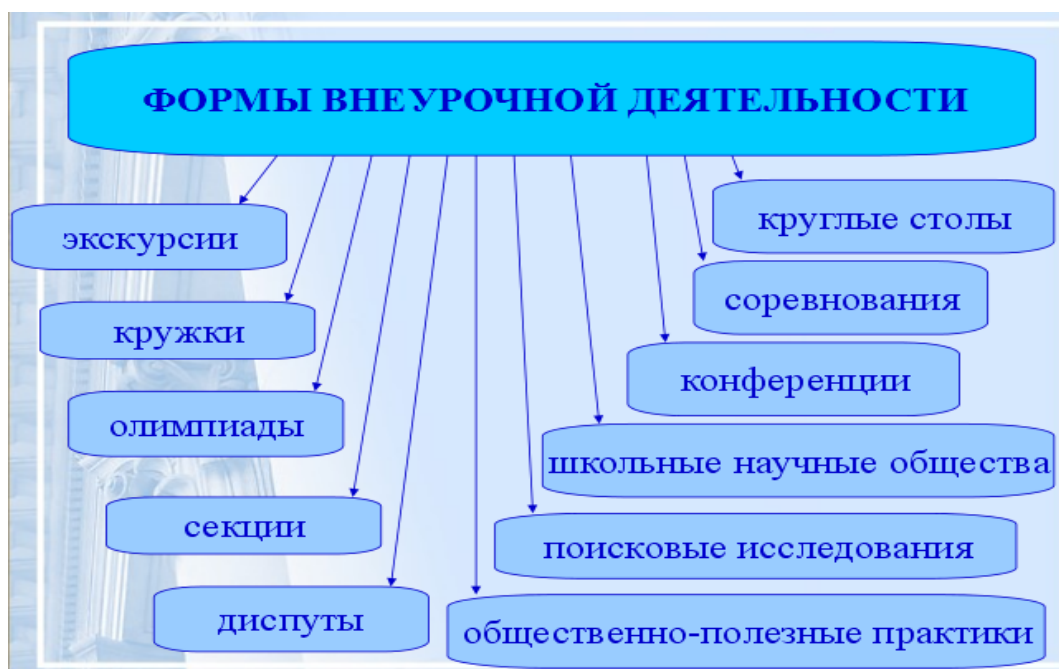 ФОРМЫ ВНЕУРОЧНОЙ ДЕЯТЕЛЬНОСТИ
экскурсии
кружки
олимпиады
секции
диспуты
круглые столы
соревнования
конференции
школьные научные общества
поисковые исследования
общественно-полезные практики